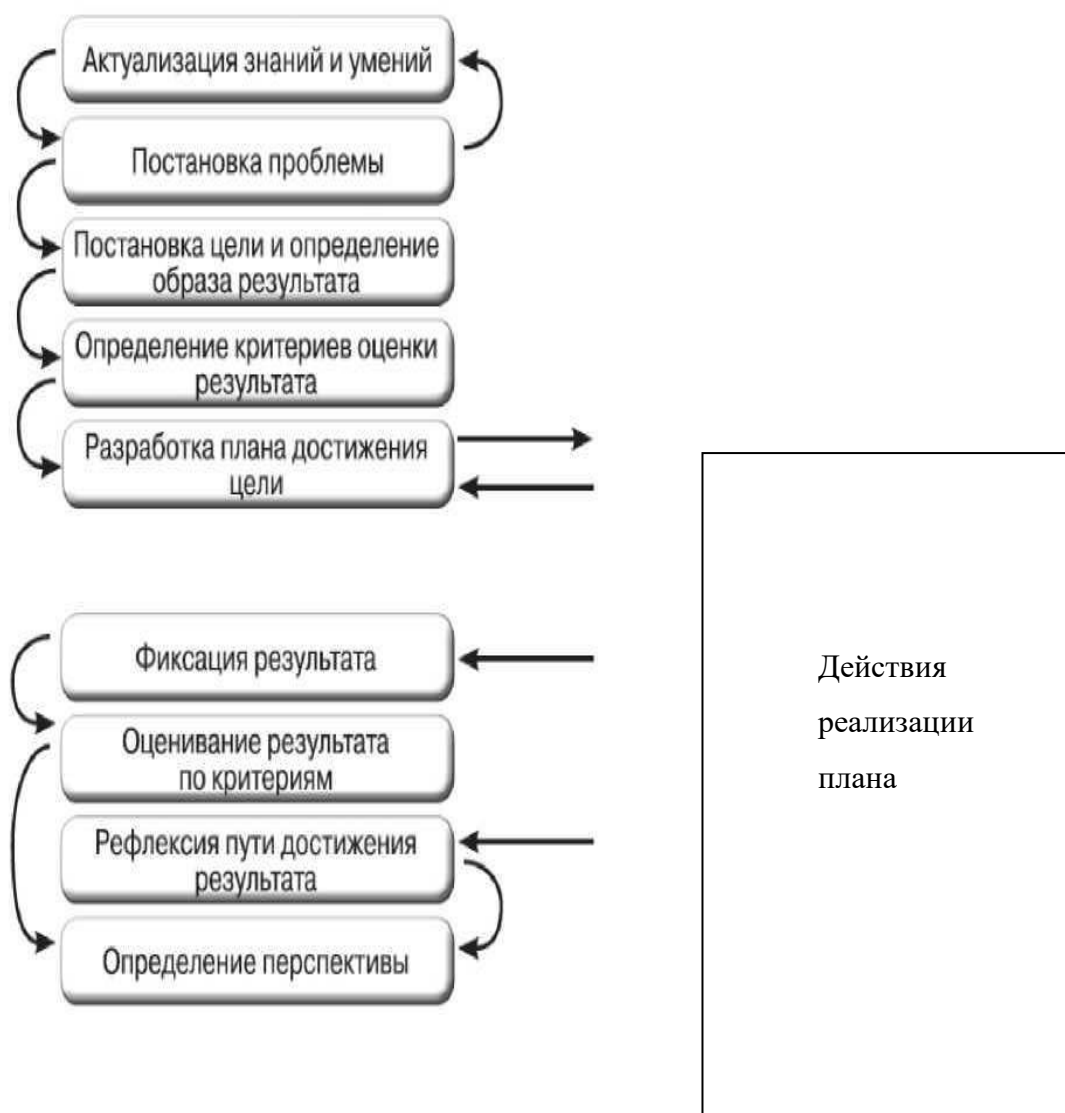 Актуализация знаний и умений
Постановка проблемы
Постановка цели и определение
образа результата
Определение критериев оценки
результата
Разработка плана достижения
цели
Фиксация результата
Оценивание результата
по критериям
Рефлексия пути достижения
результата
Определение перспективы
Действия
реализации
плана